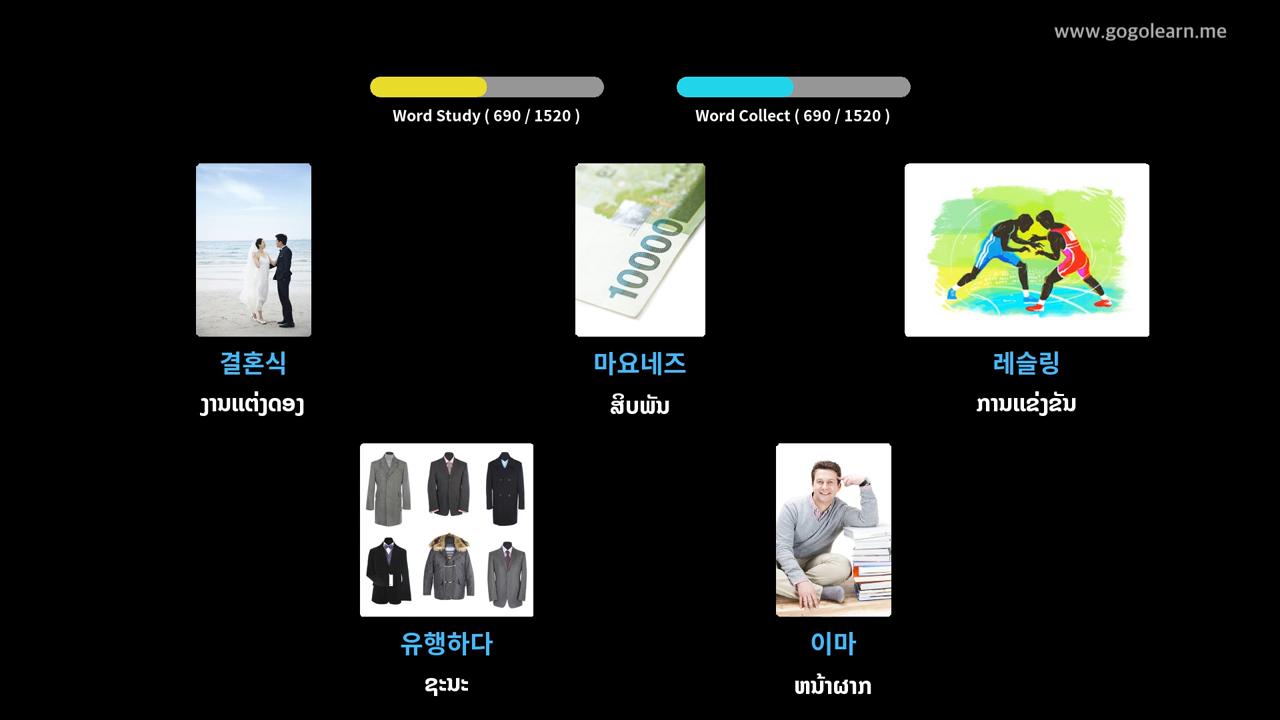 www.gogolearn.me
Word Study ( 690 / 1520 )
Word Collect ( 690 / 1520 )
10000
결혼식
ງານແຕ່ງດອງ
마요네즈
ສິບພັນ
레슬링
ການແຂ່ງຂັນ
유행하다
ຊະນະ
이마
ຫນ້າຜາກ